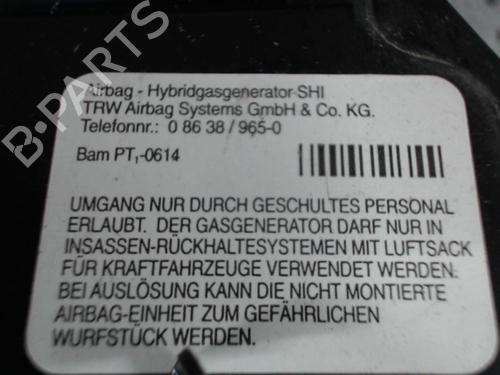 B-PARTS
Airbag - Hybridgasgenerator SHI
TRW Airbag Systems GmbH & Co. KG.
Telefonnr.: 0 86 38 / 965-0
Bam PT₁-0614
UMGANG NUR DURCH GESCHULTES PERSONAL
ERLAUBT. DER GASGENERATOR DARF NUR IN
INSASSEN-RÜCKHALTESYSTEMEN MIT LUFTSACK
FÜR KRAFTFAHRZEUGE VERWENDET WERDEN.
BEI AUSLÖSUNG KANN DIE NICHT MONTIERTE
AIRBAG-EINHEIT ZUM GEFÄHRLICHEN
WURFSTÜCK WERDEN.